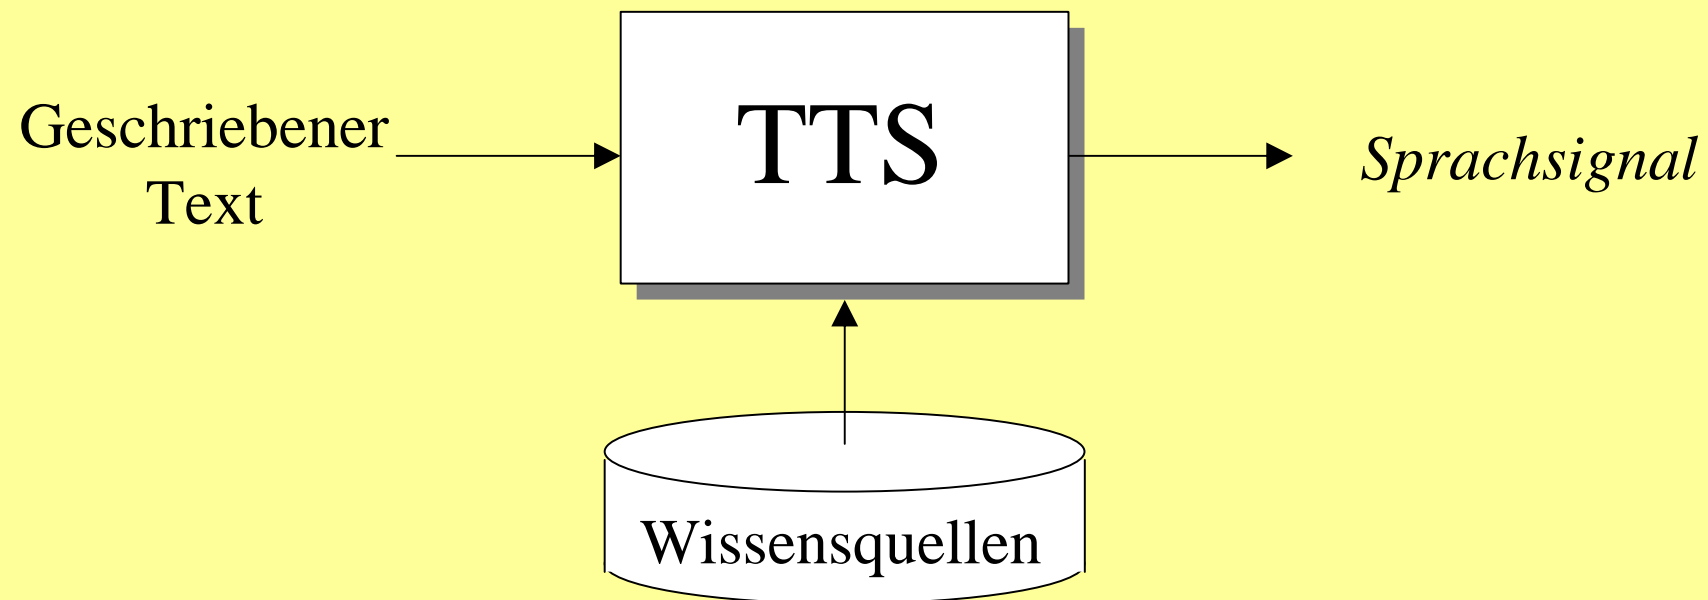 Geschriebener
Text
TTS
Sprachsignal
Wissensquellen